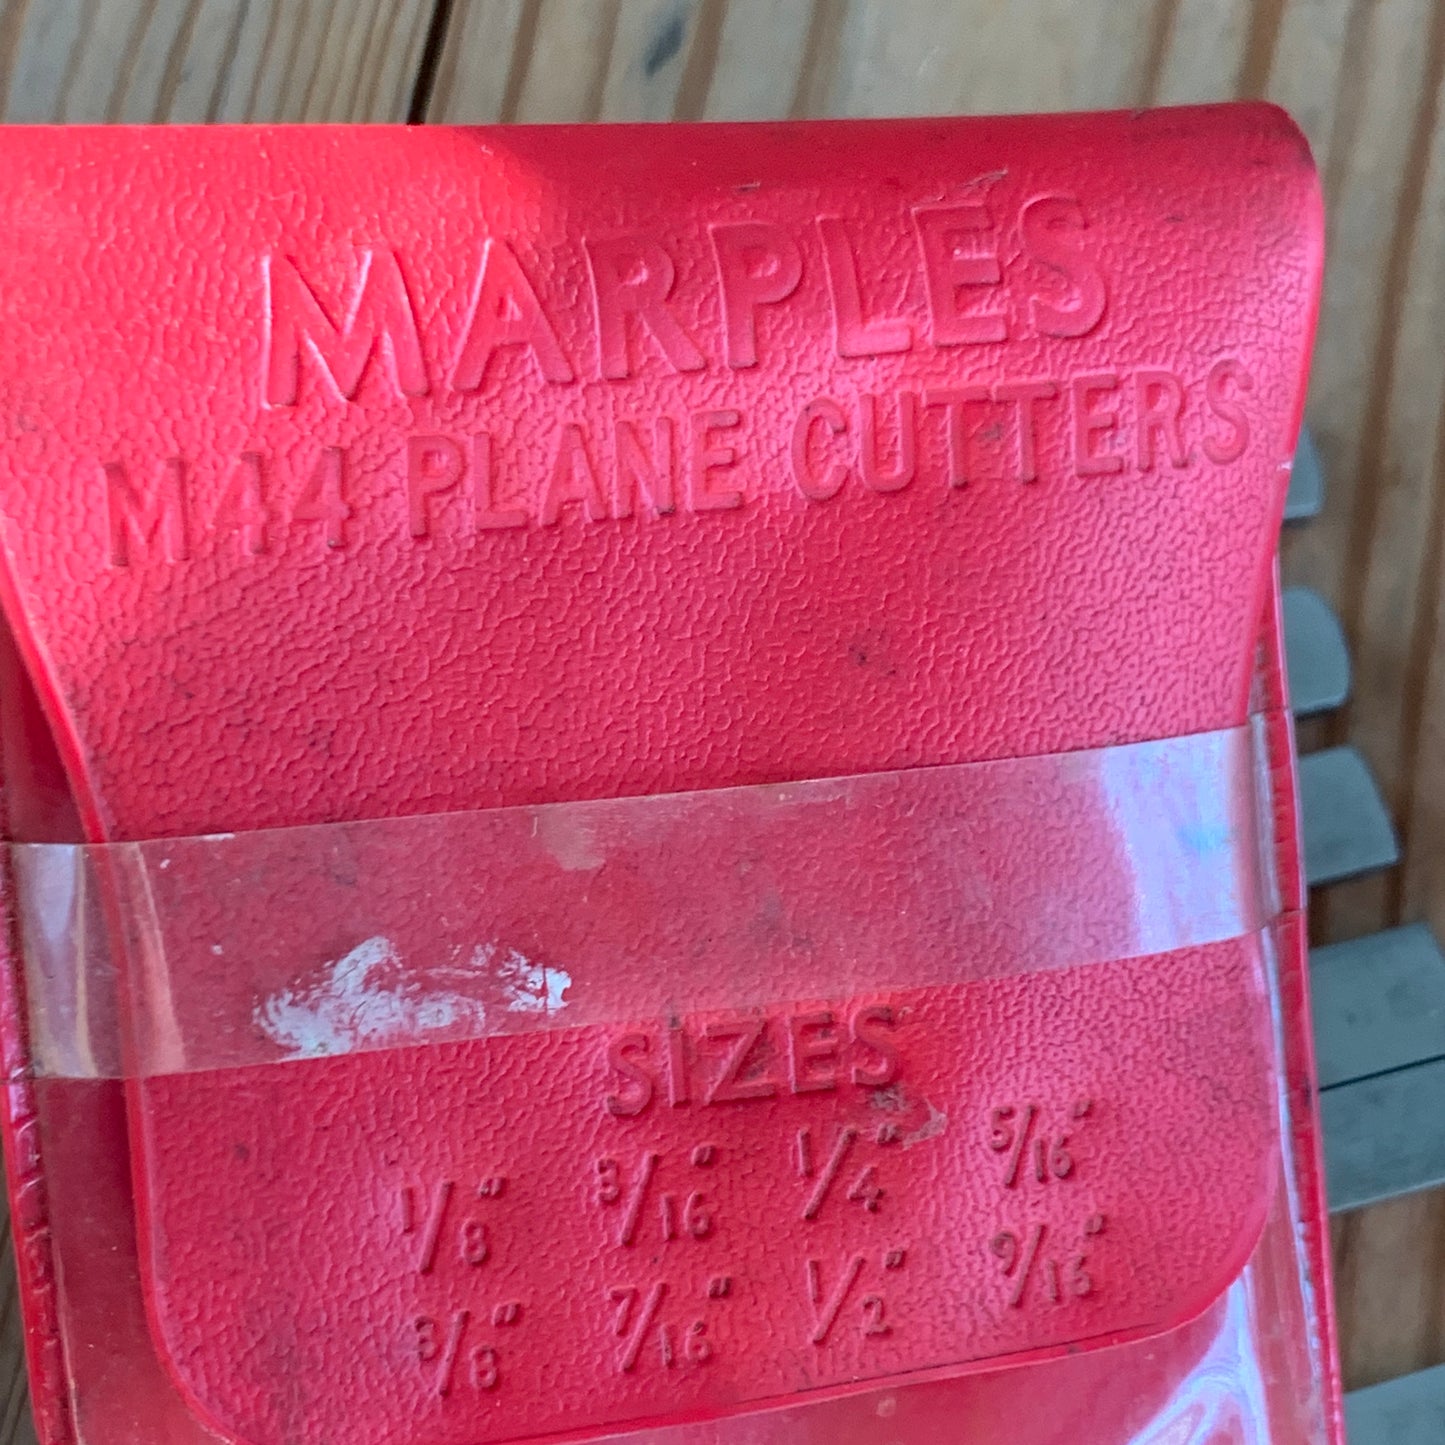 MARPLES
M44 PLANE CUTTERS
SIZES
1/8" 3/16" 1/4" 5/16"
3/8" 7/16" 1/2" 9/16"